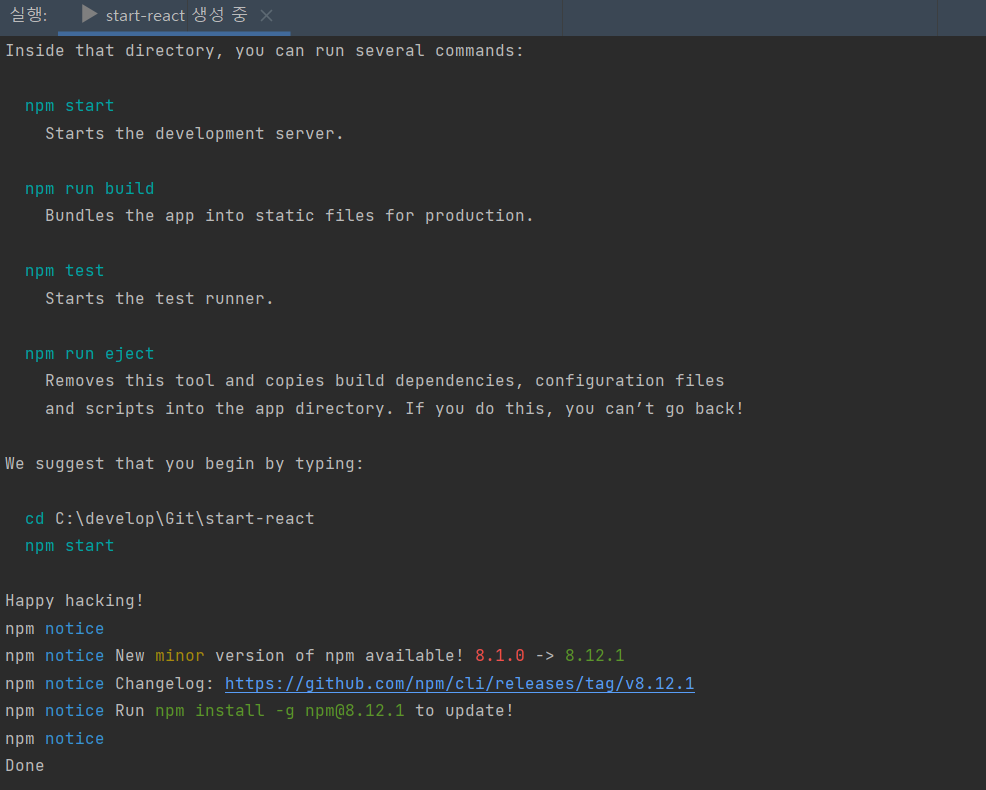 실행: start-react 생성 중
Inside that directory, you can run several commands:
npm start
Starts the development server.
npm run build
Bundles the app into static files for production.
npm test
Starts the test runner.
npm run eject
Removes this tool and copies build dependencies, configuration files
and scripts into the app directory. If you do this, you can’t go back!
We suggest that you begin by typing:
cd C:\develop\Git\start-react
npm start
Happy hacking!
npm notice
npm notice New minor version of npm available! 8.1.0 -> 8.12.1
npm notice Changelog: https://github.com/npm/cli/releases/tag/v8.12.1
npm notice Run npm install -g npm@8.12.1 to update!
npm notice
Done